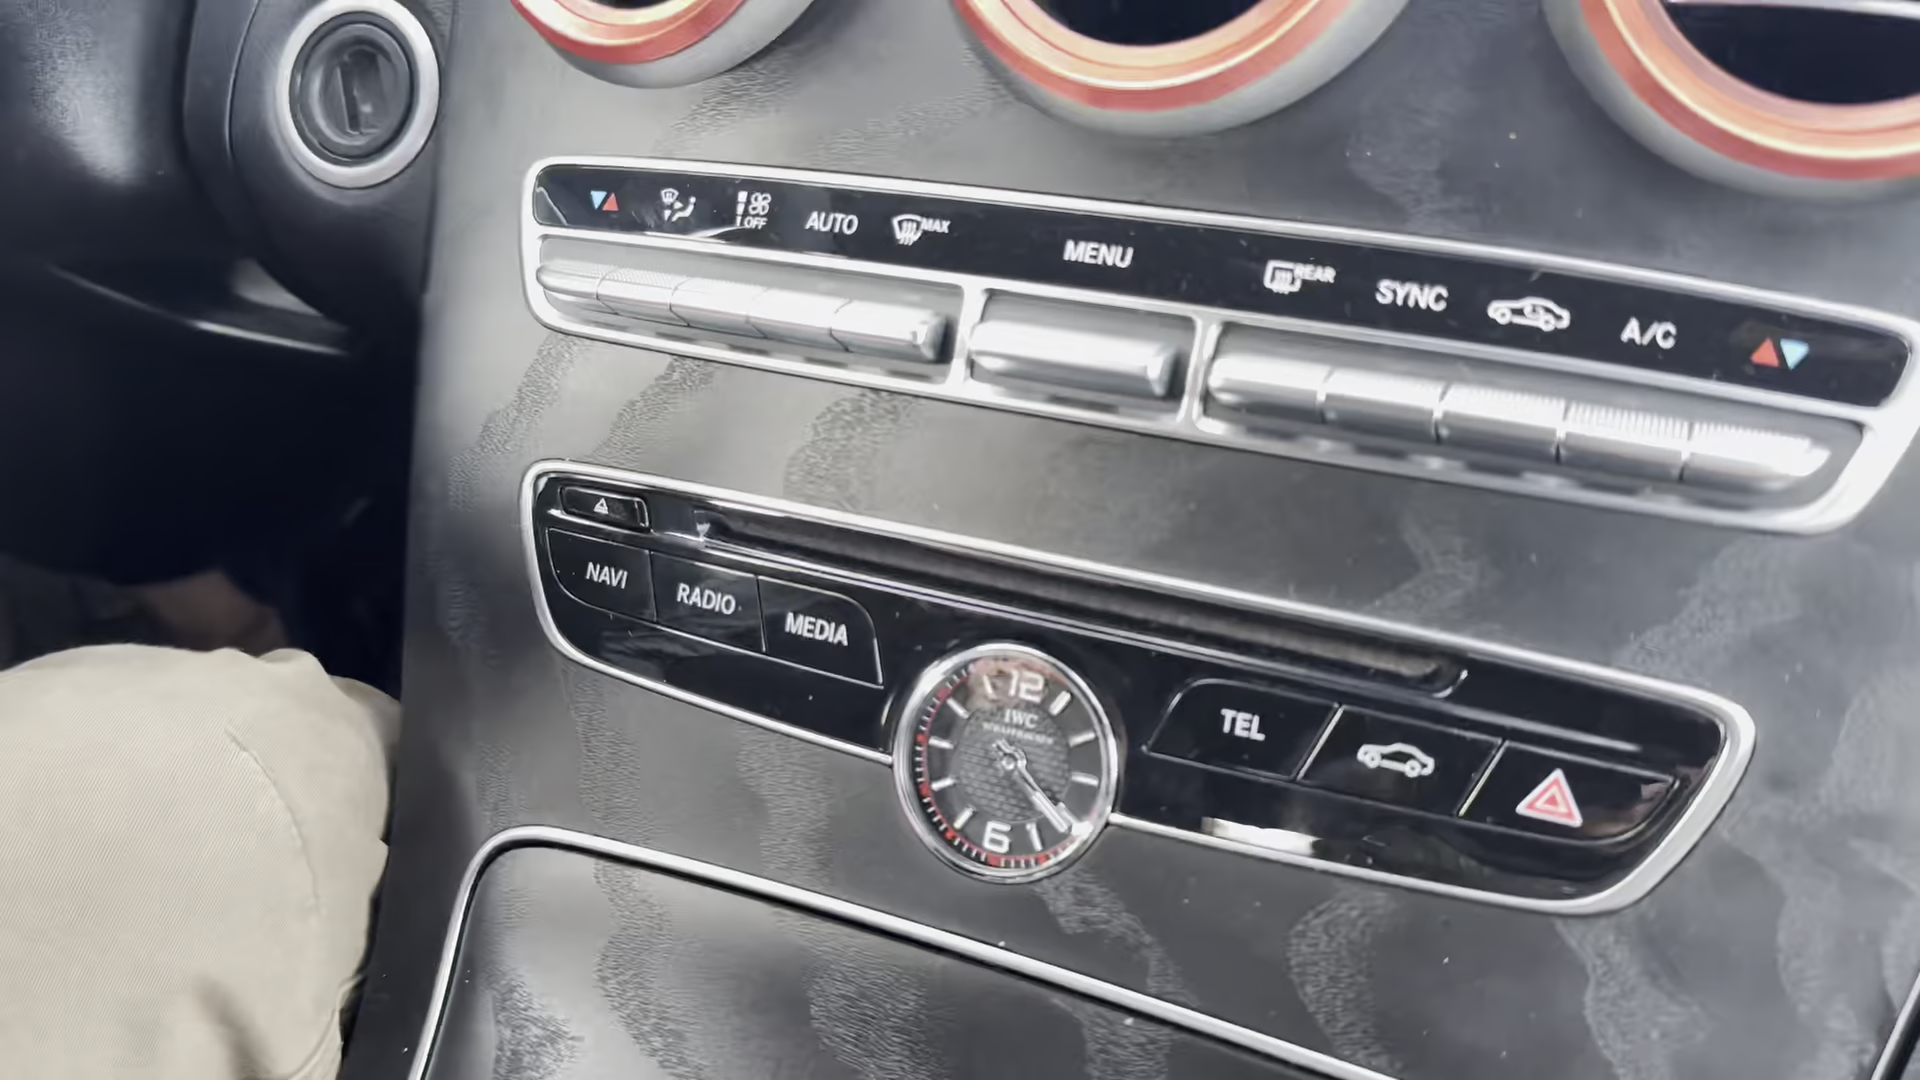 OFF
AUTO
MAX
MENU
REAR
SYNC
A/C
NAVI
RADIO
MEDIA
12
IWC
6
TEL